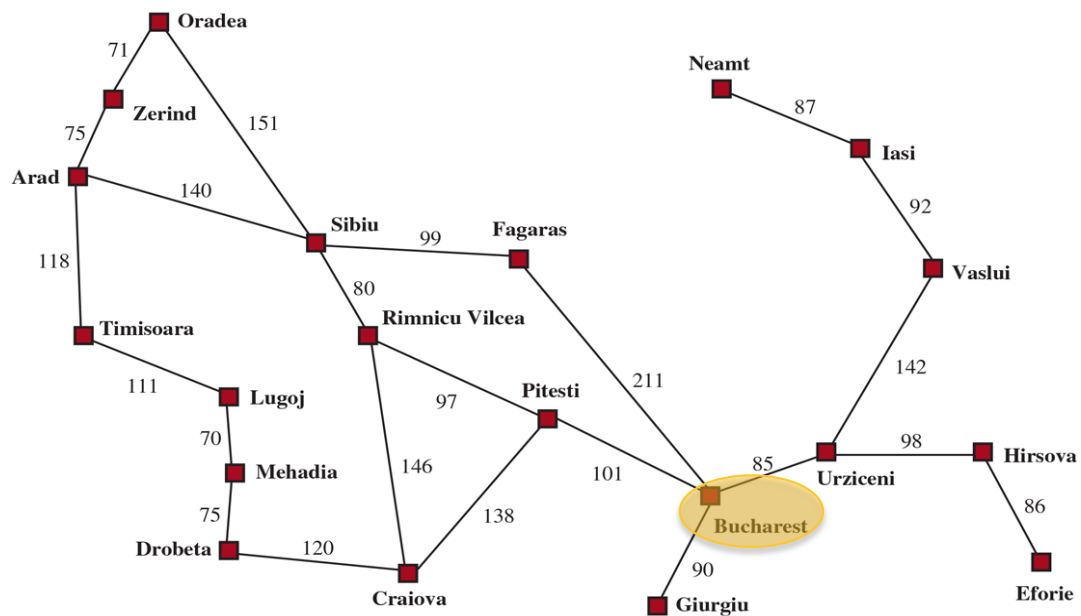 Oradea
71
Neamt
Zerind
87
151
75
Iasi
Arad
140
92
Sibiu
99
Fagaras
118
Vaslui
80
Timisoara
Rimnicu Vilcea
142
111
Lugoj
97
Pitesti
211
70
98
Hirsova
Mehadia
146
101
85
Urziceni
75
138
86
Bucharest
Drobeta
120
90
Eforie
Craiova
Giurgiu